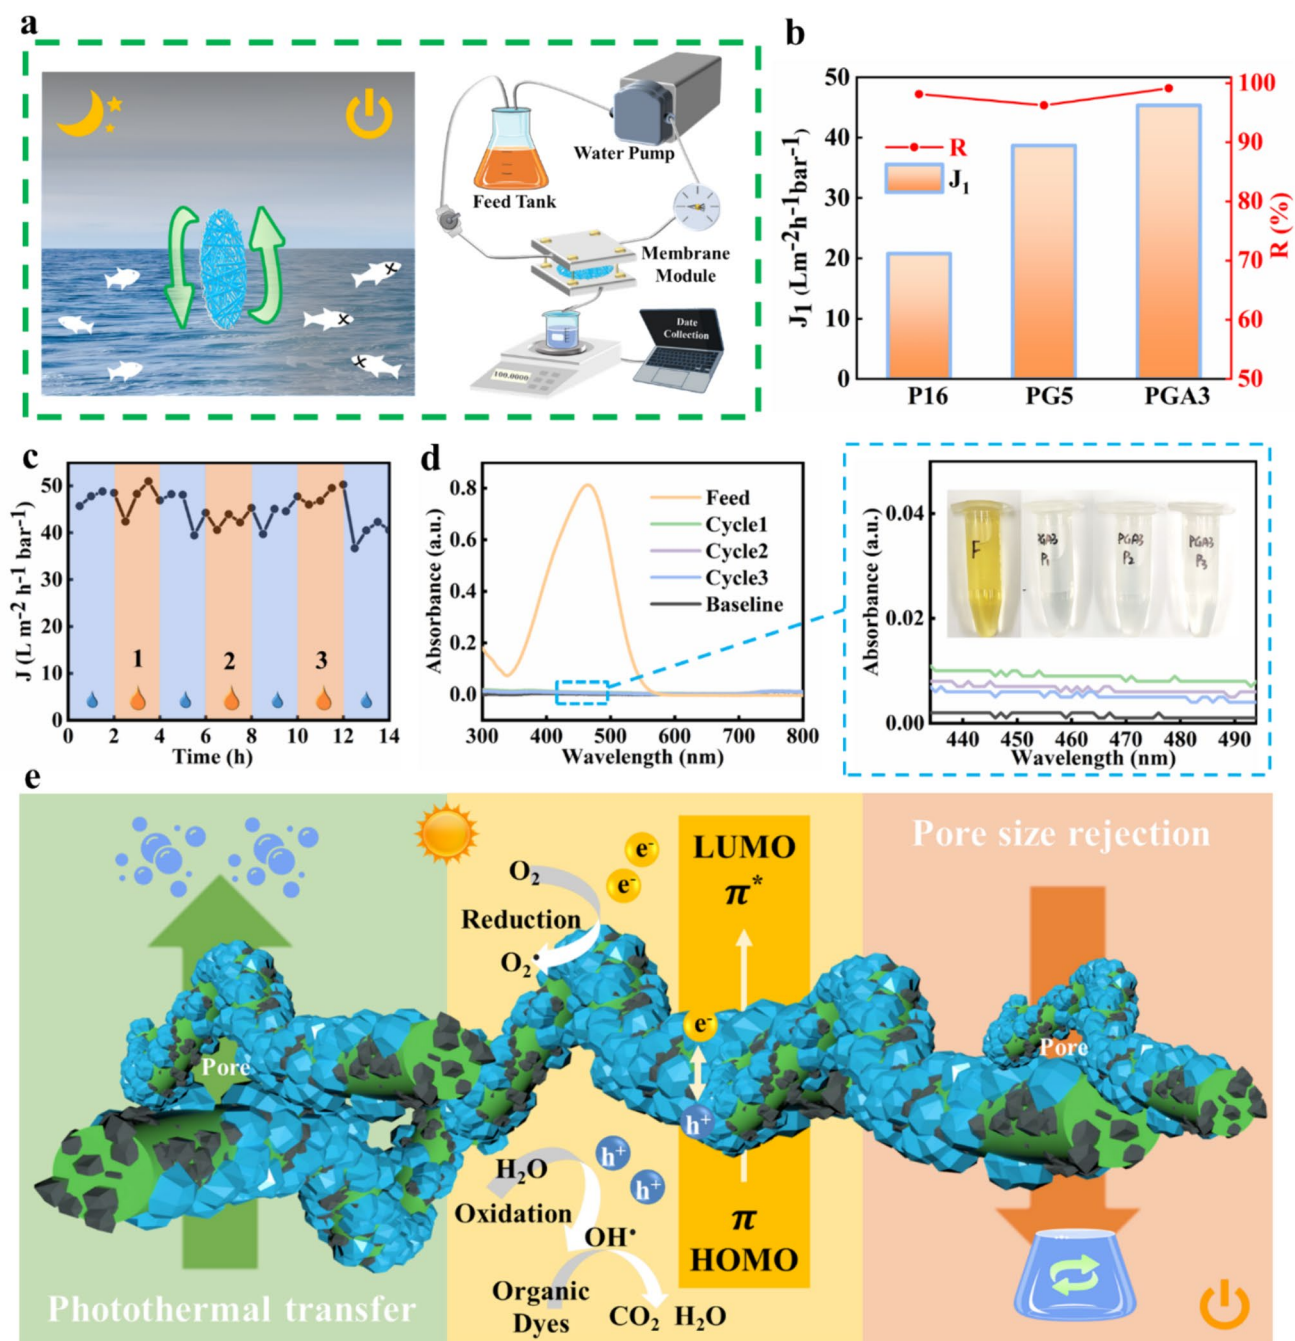 a
Water Pump
Feed Tank
Membrane
Module
Date
Collection
100.0000
b
J₁ (Lm⁻²h⁻¹bar⁻¹)
50
40
30
20
10
0
R
J₁
P16
PG5
PGA3
100
90
80
70
60
50
R (%)
c
J (L m⁻² h⁻¹ bar⁻¹)
50
40
30
20
10
0
1
2
3
0
2
4
6
8
10
12
14
Time (h)
d
Absorbance (a.u.)
0.8
0.6
0.4
0.2
0.0
Feed
Cycle1
Cycle2
Cycle3
Baseline
300
400
500
600
700
800
Wavelength (nm)
Absorbance (a.u.)
0.04
0.02
0.00
F
PGA3
P1
PGA3
P2
PGA3
P3
440
450
460
470
480
490
Wavelength (nm)
e
O₂
e⁻
e⁻
Reduction
O₂•
LUMO
π*
e⁻
h⁺
π
HOMO
Pore size rejection
Pore
Pore
H₂O
h⁺
h⁺
Oxidation
OH•
Organic
Dyes
CO₂ H₂O
Photothermal transfer